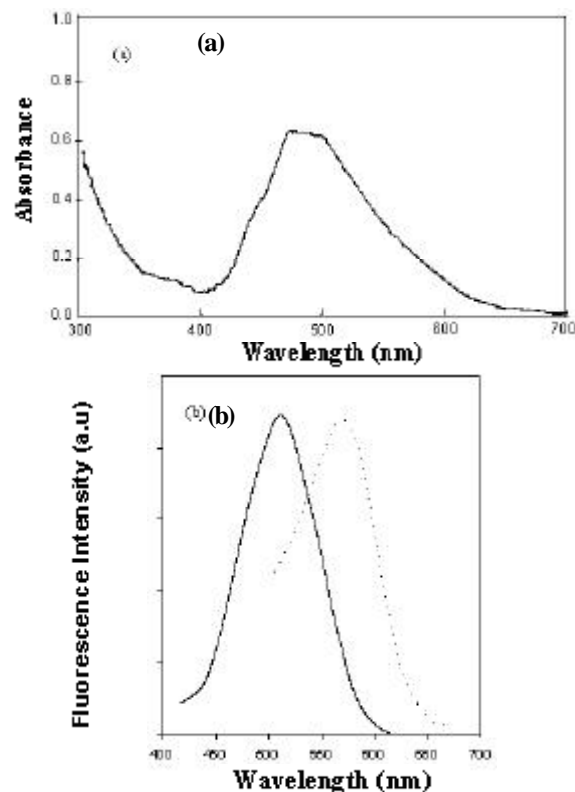 1.0
(a) (a)
0.8
0.6
0.4
0.2
0.0
Absorbance
300 400 500 600 700
Wavelength (nm)
(b) (b)
Fluorescence Intensity (a.u)
400 450 500 550 600 650 700
Wavelength (nm)